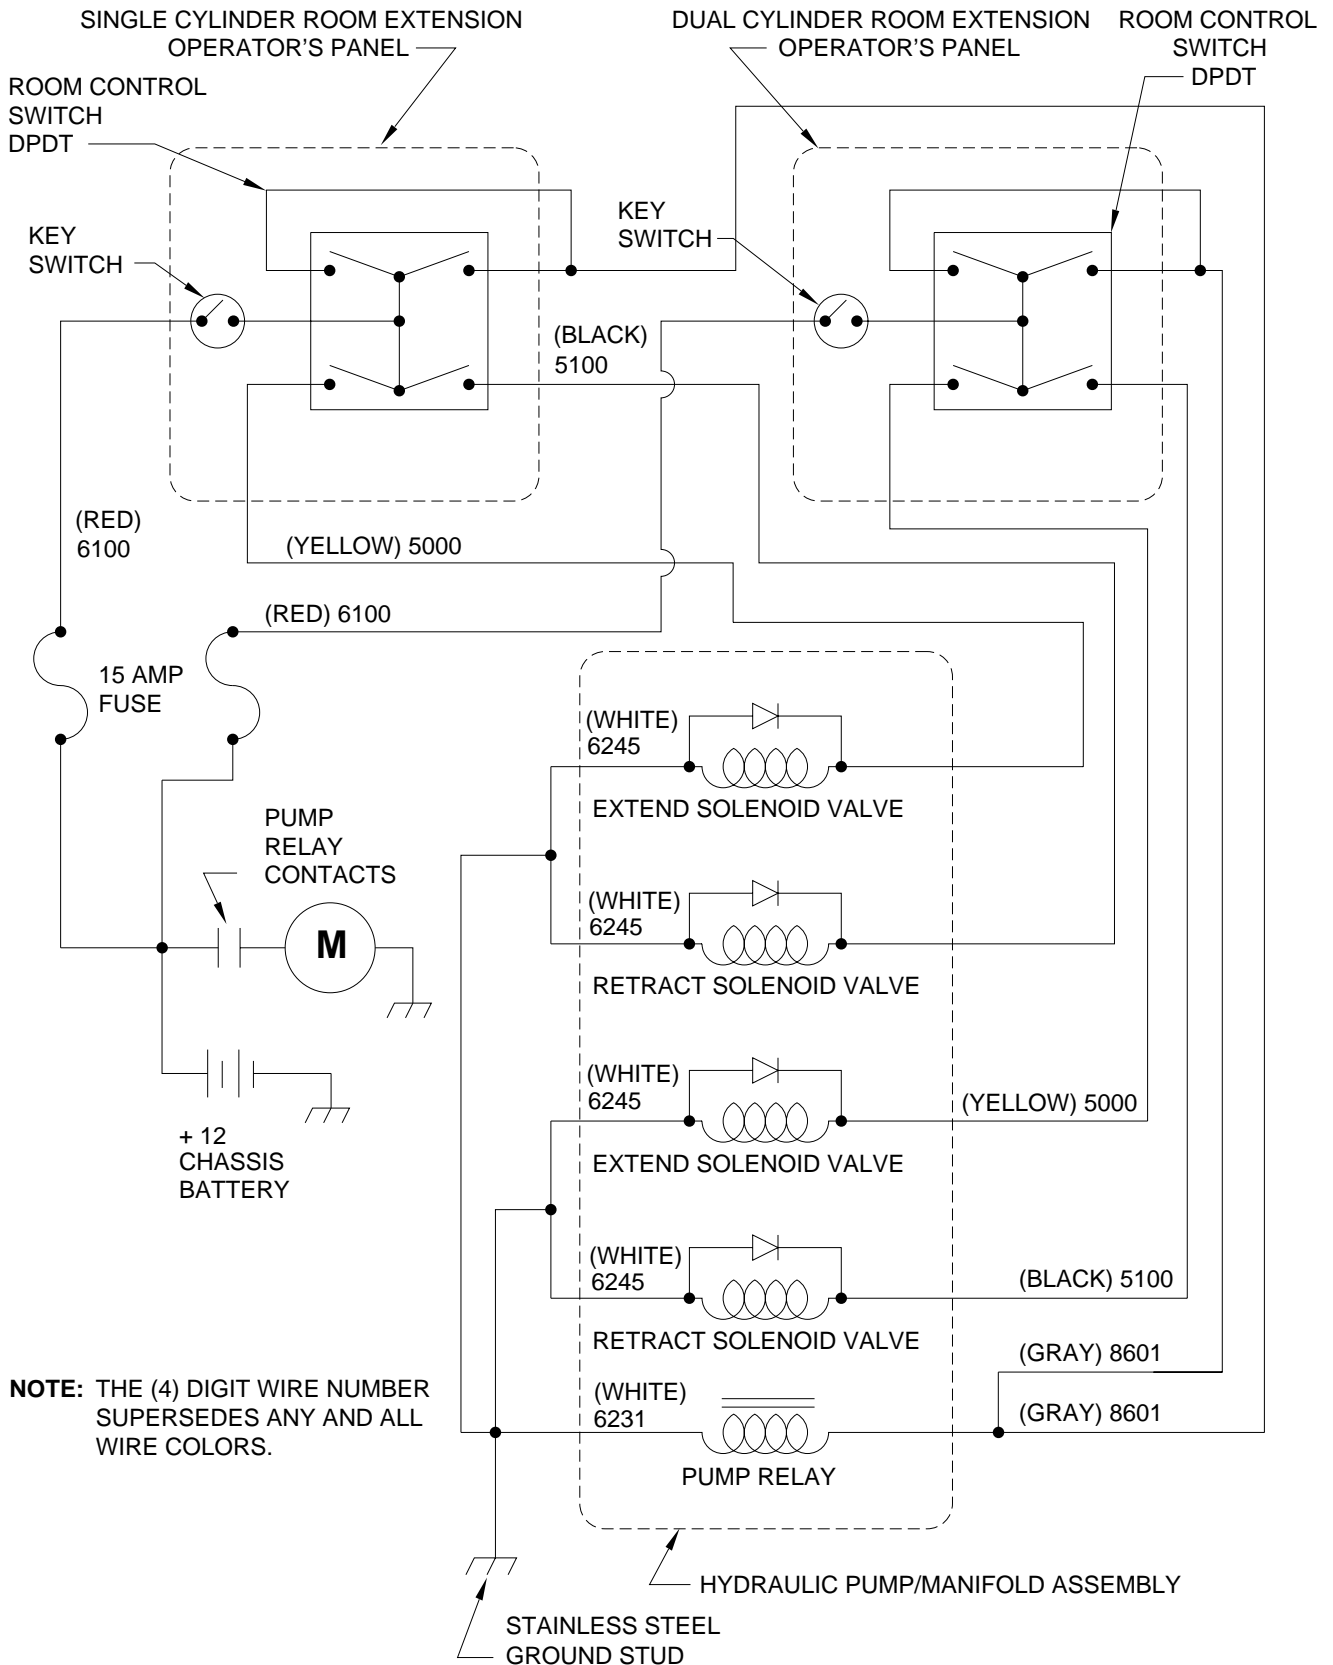 SINGLE CYLINDER ROOM EXTENSION
OPERATOR'S PANEL
DUAL CYLINDER ROOM EXTENSION
OPERATOR'S PANEL
ROOM CONTROL
SWITCH
DPDT
ROOM CONTROL
SWITCH
DPDT
KEY
SWITCH
KEY
SWITCH
(BLACK)
5100
(RED)
6100
(YELLOW) 5000
(RED) 6100
15 AMP
FUSE
(WHITE)
6245
EXTEND SOLENOID VALVE
PUMP
RELAY
CONTACTS
(WHITE)
6245
M
RETRACT SOLENOID VALVE
(WHITE)
6245
(YELLOW) 5000
EXTEND SOLENOID VALVE
+ 12
CHASSIS
BATTERY
(WHITE)
6245
(BLACK) 5100
RETRACT SOLENOID VALVE
(GRAY) 8601
NOTE: THE (4) DIGIT WIRE NUMBER
SUPERSEDES ANY AND ALL
WIRE COLORS.
(WHITE)
6231
(GRAY) 8601
PUMP RELAY
HYDRAULIC PUMP/MANIFOLD ASSEMBLY
STAINLESS STEEL
GROUND STUD